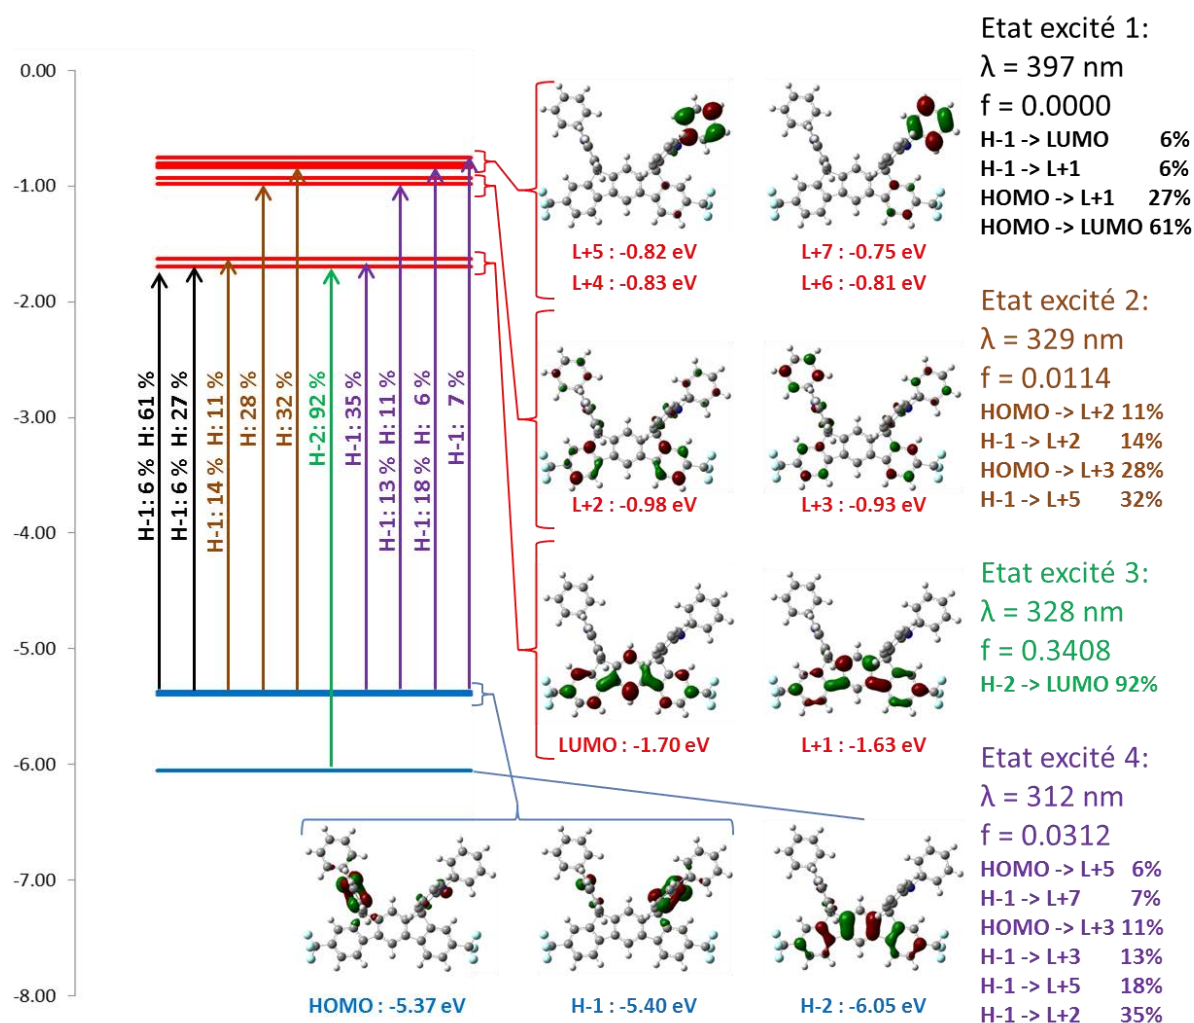 0.00
-1.00
-2.00
-3.00
-4.00
-5.00
-6.00
-7.00
-8.00
H-1: 6 % H: 61 %
H-1: 6 % H: 27 %
H-1: 14 % H: 11 %
H: 28 %
H: 32 %
H-2: 92 %
H-1: 35 %
H-1: 13 % H: 11 %
H-1: 18 % H: 6 %
H-1: 7 %
L+5 : -0.82 eV
L+4 : -0.83 eV
L+7 : -0.75 eV
L+6 : -0.81 eV
L+2 : -0.98 eV
L+3 : -0.93 eV
LUMO : -1.70 eV
L+1 : -1.63 eV
HOMO : -5.37 eV
H-1 : -5.40 eV
H-2 : -6.05 eV
Etat excité 1:
λ = 397 nm
f = 0.0000
H-1 -> LUMO 6%
H-1 -> L+1 6%
HOMO -> L+1 27%
HOMO -> LUMO 61%
Etat excité 2:
λ = 329 nm
f = 0.0114
HOMO -> L+2 11%
H-1 -> L+2 14%
HOMO -> L+3 28%
H-1 -> L+5 32%
Etat excité 3:
λ = 328 nm
f = 0.3408
H-2 -> LUMO 92%
Etat excité 4:
λ = 312 nm
f = 0.0312
HOMO -> L+5 6%
H-1 -> L+7 7%
HOMO -> L+3 11%
H-1 -> L+3 13%
H-1 -> L+5 18%
H-1 -> L+2 35%